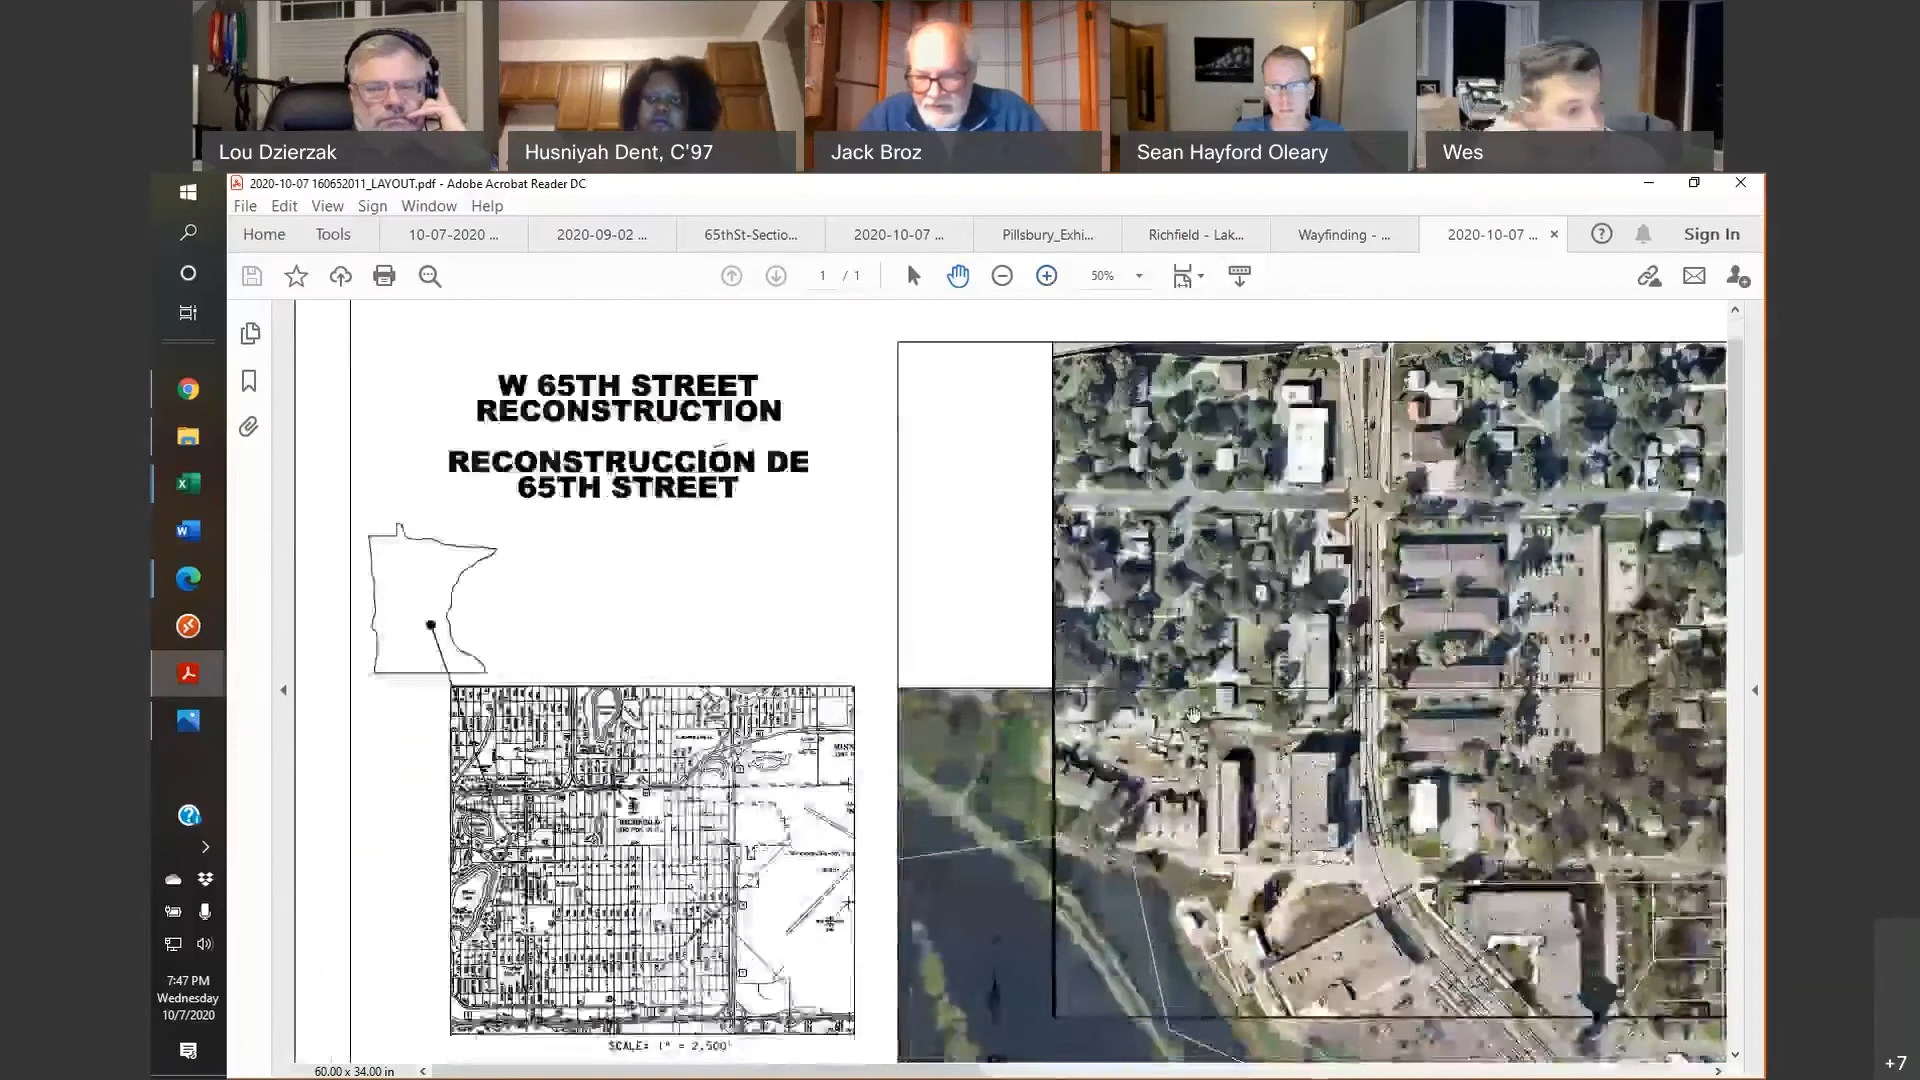 Lou Dzierzak
Husniyah Dent, C'97
Jack Broz
Sean Hayford Oleary
Wes
2020-10-07 160652011_LAYOUT.pdf - Adobe Acrobat Reader DC
File Edit View Sign Window Help
Home Tools 10-07-2020 ... 2020-09-02 ... 65thSt-Sectio... 2020-10-07 ... Pillsbury_Exhi... Richfield - Lak... Wayfinding - ... 2020-10-07 ... Sign In
1 / 1 50%
W 65TH STREET
RECONSTRUCTION
RECONSTRUCCIÓN DE
65TH STREET
SCALE: 1" = 2,500'
60.00 x 34.00 in
7:47 PM
Wednesday
10/7/2020
+7